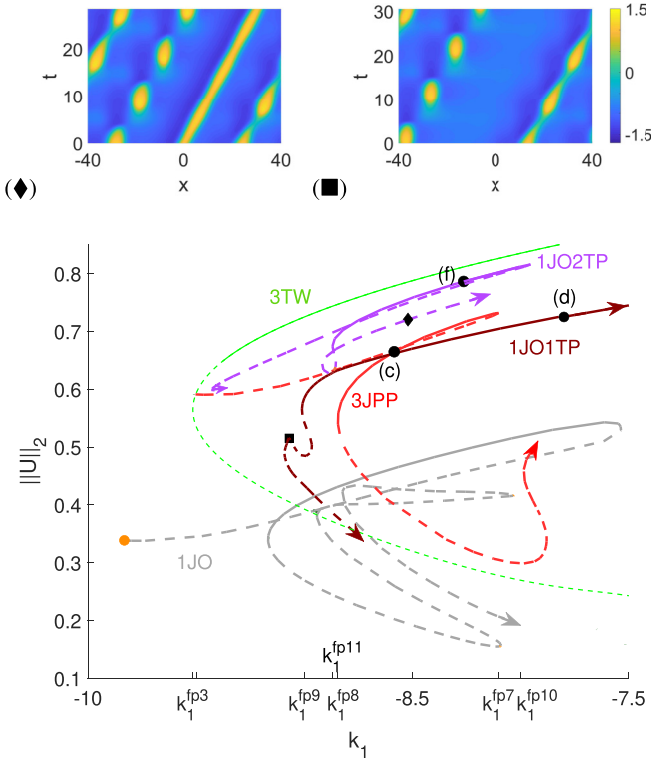 30 1.5
20 20
t t 0
10 10
0 0 -1.5
-40 0 40 -40 0 40
x x
(♦) (■)
0.8 (f) 1JO2TP
3TW (d)
0.7
1JO1TP
(c)
0.6 3JPP
||U||2
0.5
0.4
0.3 1JO
0.2
k1^fp11
0.1
-10 -8.5 -7.5
k1^fp3 k1^fp9 k1^fp8 k1^fp7 k1^fp10
k1